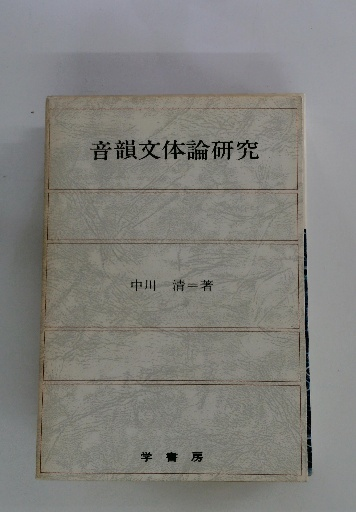 音韻文体論研究
中川 清=著
学書房